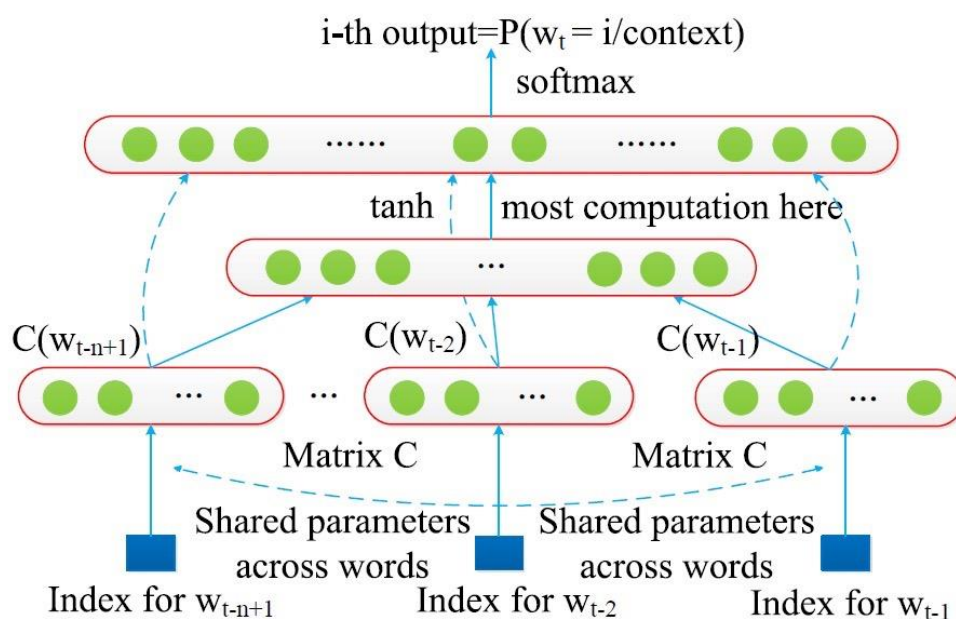 i-th output=P(wₜ = i/context)
softmax
......
......
tanh
most computation here
...
C(wₜ₋ₙ₊₁)
C(wₜ₋₂)
C(wₜ₋₁)
...
...
...
...
Matrix C
Matrix C
Shared parameters
across words
Shared parameters
across words
Index for wₜ₋ₙ₊₁
Index for wₜ₋₂
Index for wₜ₋₁